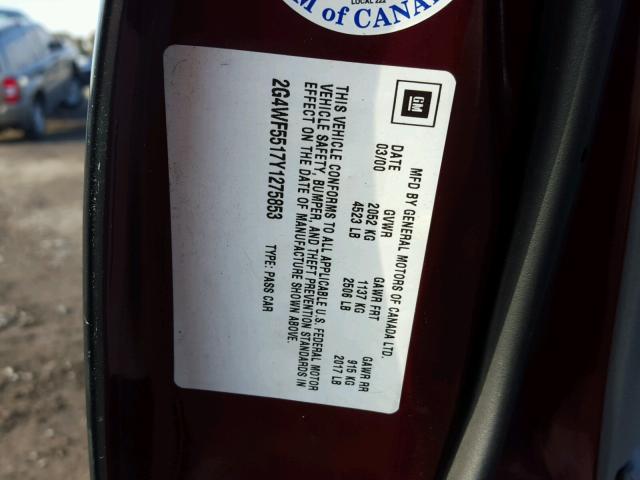 LOCAL 222
M of CANAD
GM
MFD BY GENERAL MOTORS OF CANADA LTD.
DATE GVWR GAWR FRT GAWR RR
03/00 2052 KG 1137 KG 915 KG
4523 LB 2506 LB 2017 LB
THIS VEHICLE CONFORMS TO ALL APPLICABLE U.S. FEDERAL MOTOR
VEHICLE SAFETY, BUMPER, AND THEFT PREVENTION STANDARDS IN
EFFECT ON THE DATE OF MANUFACTURE SHOWN ABOVE.
2G4WF5517Y1275853 TYPE: PASS CAR